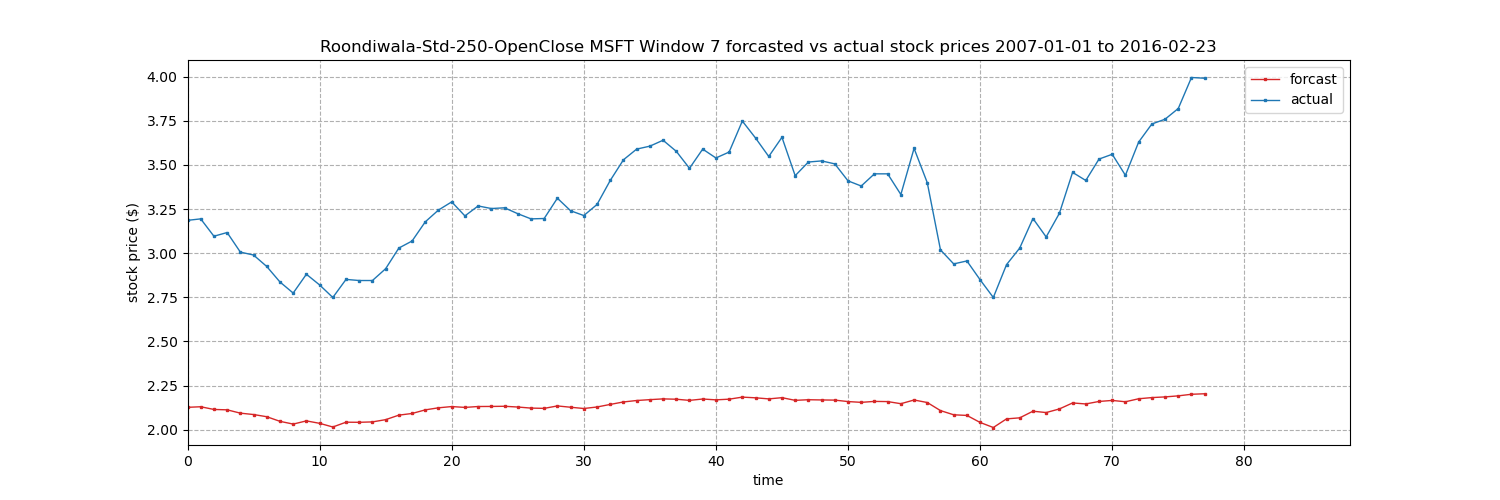 Roondiwala-Std-250-OpenClose MSFT Window 7 forcasted vs actual stock prices 2007-01-01 to 2016-02-23
forcast
actual
stock price ($)
4.00
3.75
3.50
3.25
3.00
2.75
2.50
2.25
2.00
0 10 20 30 40 50 60 70 80
time